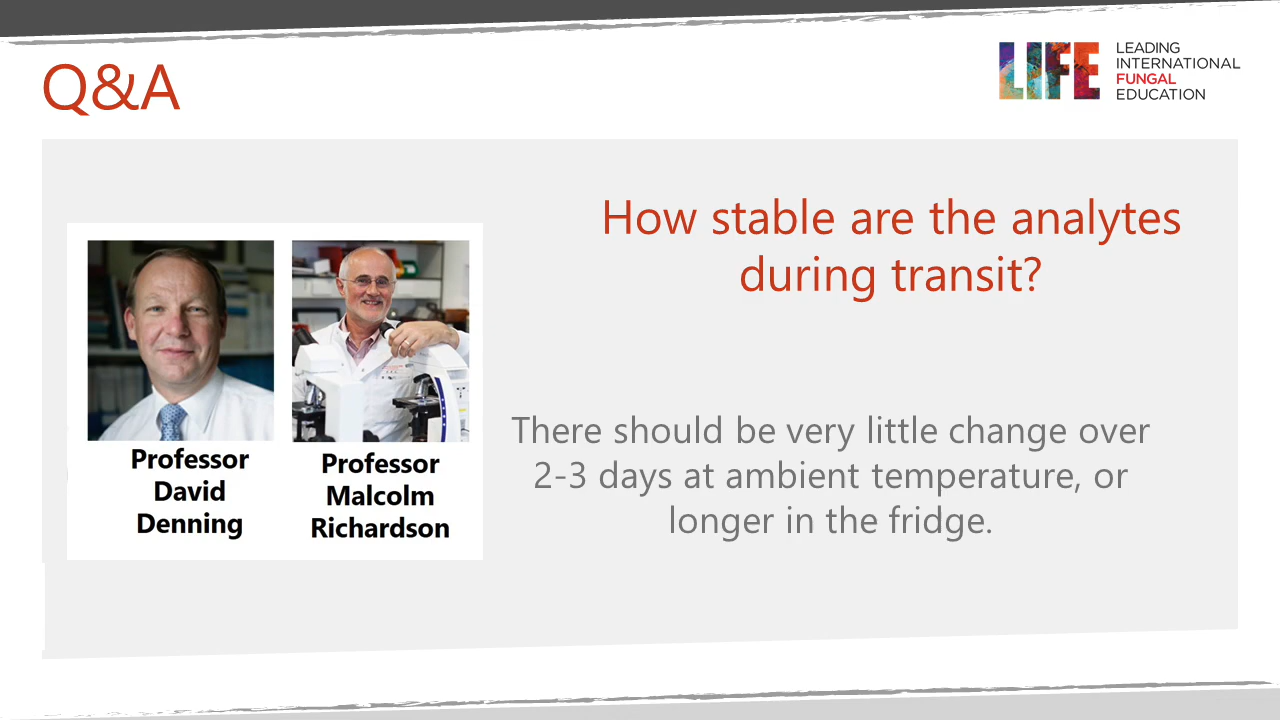 Q&A
LIFE
LEADING
INTERNATIONAL
FUNGAL
EDUCATION
How stable are the analytes
during transit?
Professor
David
Denning
Professor
Malcolm
Richardson
There should be very little change over
2-3 days at ambient temperature, or
longer in the fridge.